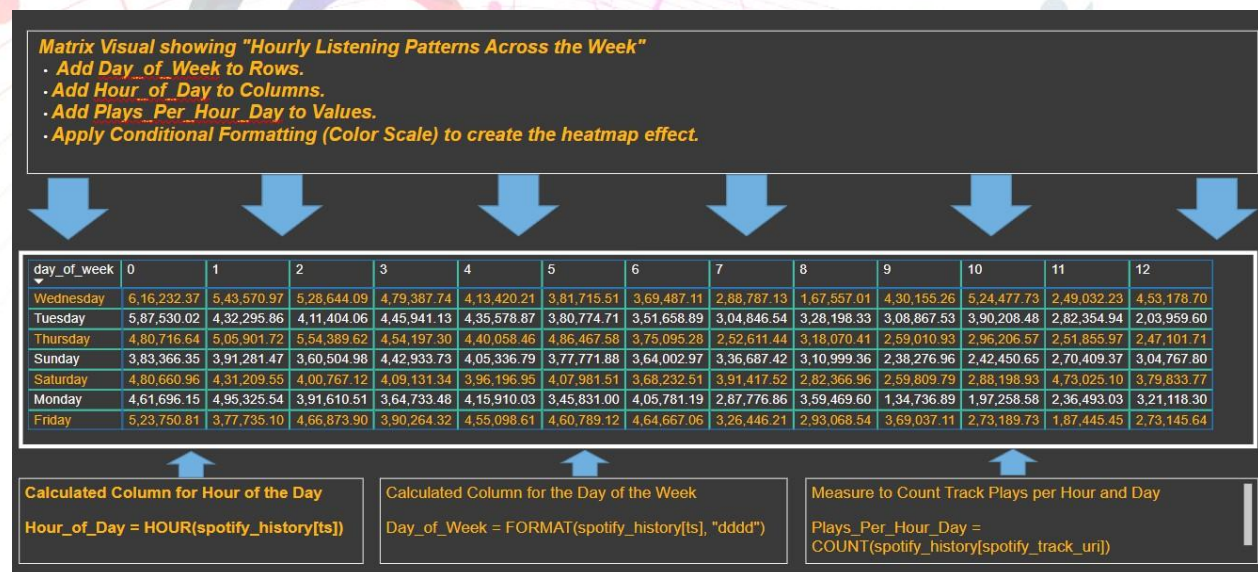 Matrix Visual showing "Hourly Listening Patterns Across the Week"
· Add Day_of_Week to Rows.
· Add Hour_of_Day to Columns.
· Add Plays_Per_Hour_Day to Values.
· Apply Conditional Formatting (Color Scale) to create the heatmap effect.
day_of_week 0 1 2 3 4 5 6 7 8 9 10 11 12
Wednesday 6,16,232.37 5,43,570.97 5,28,644.09 4,79,387.74 4,13,420.21 3,81,715.51 3,69,487.11 2,88,787.13 1,67,557.01 4,30,155.26 5,24,477.73 2,49,032.23 4,53,178.70
Tuesday 5,87,530.02 4,32,295.86 4,11,404.06 4,45,941.13 4,35,578.87 3,80,774.71 3,51,658.89 3,04,846.54 3,28,198.33 3,08,867.53 3,90,208.48 2,82,354.94 2,03,959.60
Thursday 4,80,716.64 5,05,901.72 5,54,389.62 4,54,197.30 4,40,058.46 4,86,467.58 3,75,095.28 2,52,611.44 3,18,070.41 2,59,010.93 2,96,206.57 2,51,855.97 2,47,101.71
Sunday 3,83,366.35 3,91,281.47 3,60,504.98 4,42,933.73 4,05,336.79 3,77,771.88 3,64,002.97 3,36,687.42 3,10,999.36 2,38,276.96 2,42,450.65 2,70,409.37 3,04,767.80
Saturday 4,80,660.96 4,31,209.55 4,00,767.12 4,09,131.34 3,96,196.95 4,07,981.51 3,68,232.51 3,91,417.52 2,82,366.96 2,59,809.79 2,88,198.93 4,73,025.10 3,79,833.77
Monday 4,61,696.15 4,95,325.54 3,91,610.51 3,64,733.48 4,15,910.03 3,45,831.00 4,05,781.19 2,87,776.86 3,59,469.60 1,34,736.89 1,97,258.58 2,36,493.03 3,21,118.30
Friday 5,23,750.81 3,77,735.10 4,66,873.90 3,90,264.32 4,55,098.61 4,60,789.12 4,64,667.06 3,26,446.21 2,93,068.54 3,69,037.11 2,73,189.73 1,87,445.45 2,73,145.64
Calculated Column for Hour of the Day
Hour_of_Day = HOUR(spotify_history[ts])
Calculated Column for the Day of the Week
Day_of_Week = FORMAT(spotify_history[ts], "dddd")
Measure to Count Track Plays per Hour and Day
Plays_Per_Hour_Day =
COUNT(spotify_history[spotify_track_uri])